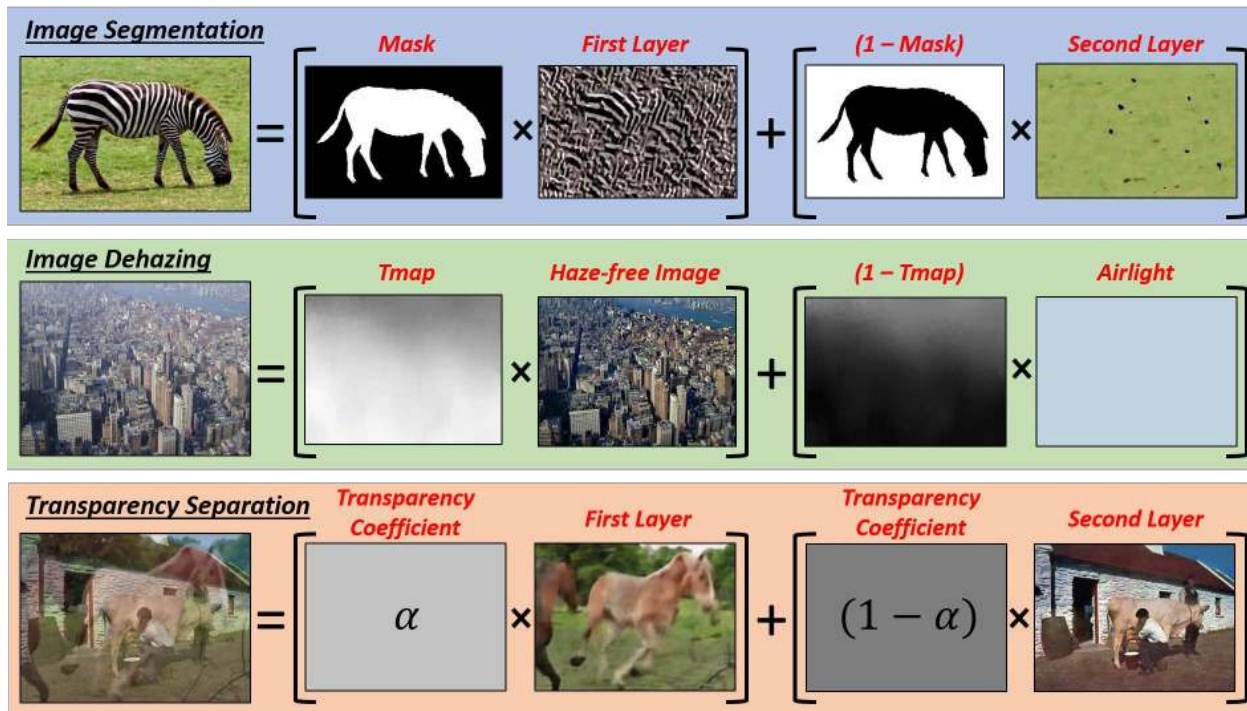 Image Segmentation
Mask
First Layer
(1 – Mask)
Second Layer
= [ × ] + [ × ]
Image Dehazing
Tmap
Haze-free Image
(1 – Tmap)
Airlight
= [ × ] + [ × ]
Transparency Separation
Transparency
Coefficient
First Layer
Transparency
Coefficient
Second Layer
= [ α × ] + [ (1 − α) × ]